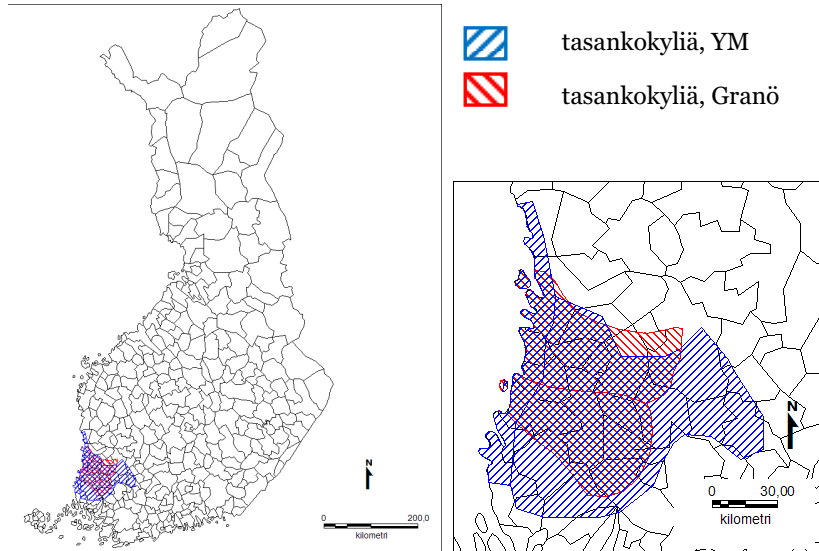 tasankokyliä, YM
tasankokyliä, Granö
N
0 200,0
kilometri
N
0 30,00
kilometri